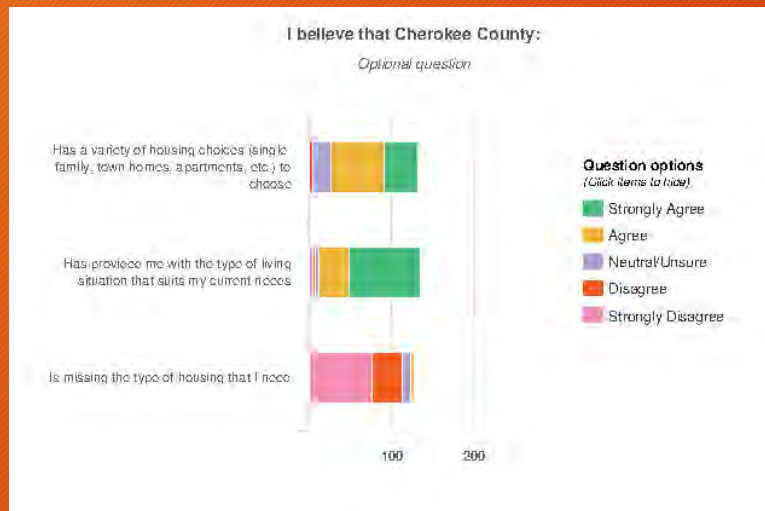 I believe that Cherokee County:
Optional question
Has a variety of housing choices (single
family, town homes, apartments, etc.) to
choose
Has provided me with the type of living
situation that suits my current needs
Is missing the type of housing that I need
Question options
(Click items to hide)
Strongly Agree
Agree
Neutral/Unsure
Disagree
Strongly Disagree
100
200